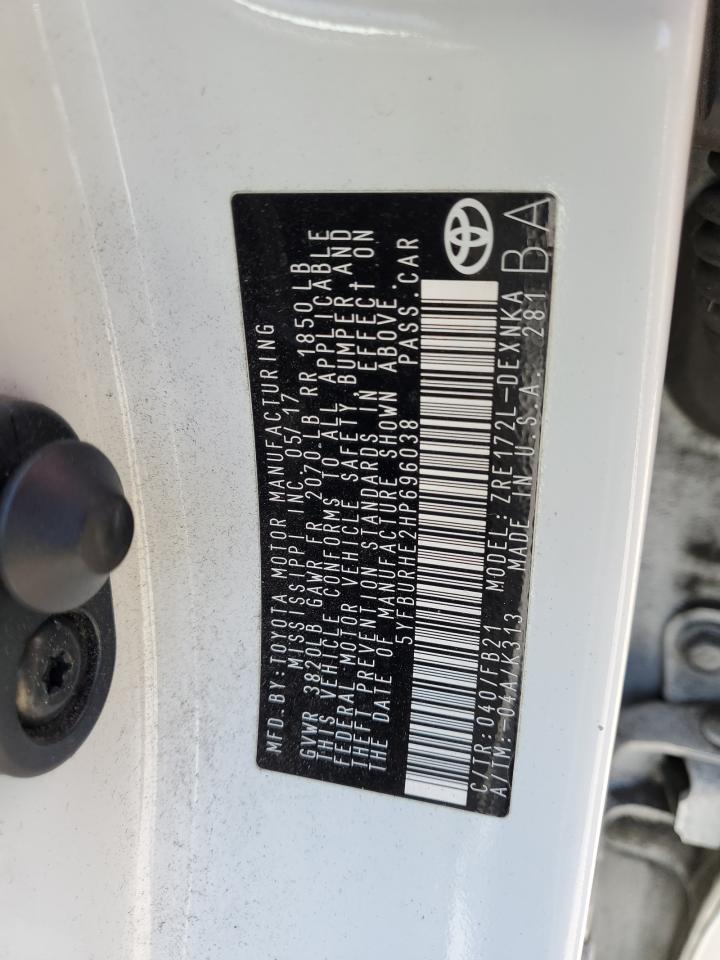 MFD.BY:TOYOTA MOTOR MANUFACTURING
MISSISSIPPI INC 05/17
GVWR 3820LB GAWR FR 2070 LB RR 1850 LB
THIS VEHICLE CONFORMS TO ALL APPLICABLE
FEDERAL MOTOR VEHICLE SAFETY, BUMPER AND
THEFT PREVENTION STANDARDS IN EFFECT ON
THE DATE OF MANUFACTURE SHOWN ABOVE.
5YFBURHE2HP696038 PASS.CAR
C/TR:040/FB21 MODEL:ZRE172L-DEXNKA
A/TM:-04A/K313 MADE IN U.S.A. 281
BA